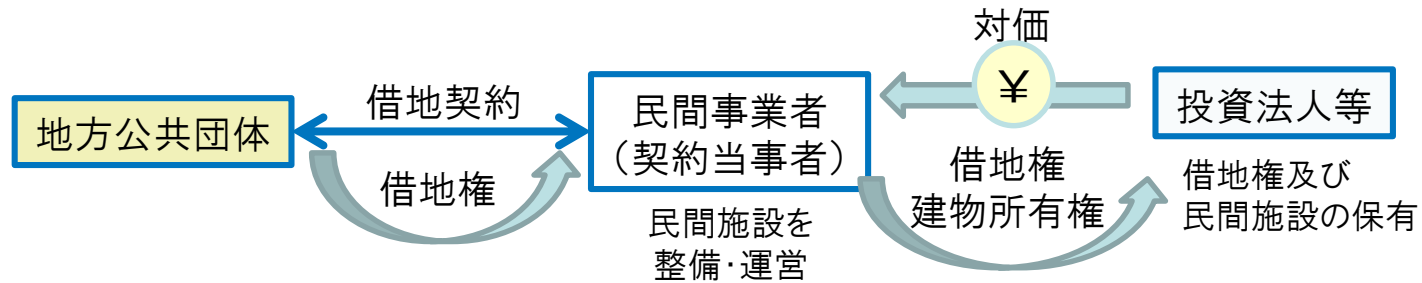 地方公共団体
借地契約
借地権
民間事業者
（契約当事者）
民間施設を
整備・運営
対価
¥
借地権
建物所有権
投資法人等
借地権及び
民間施設の保有